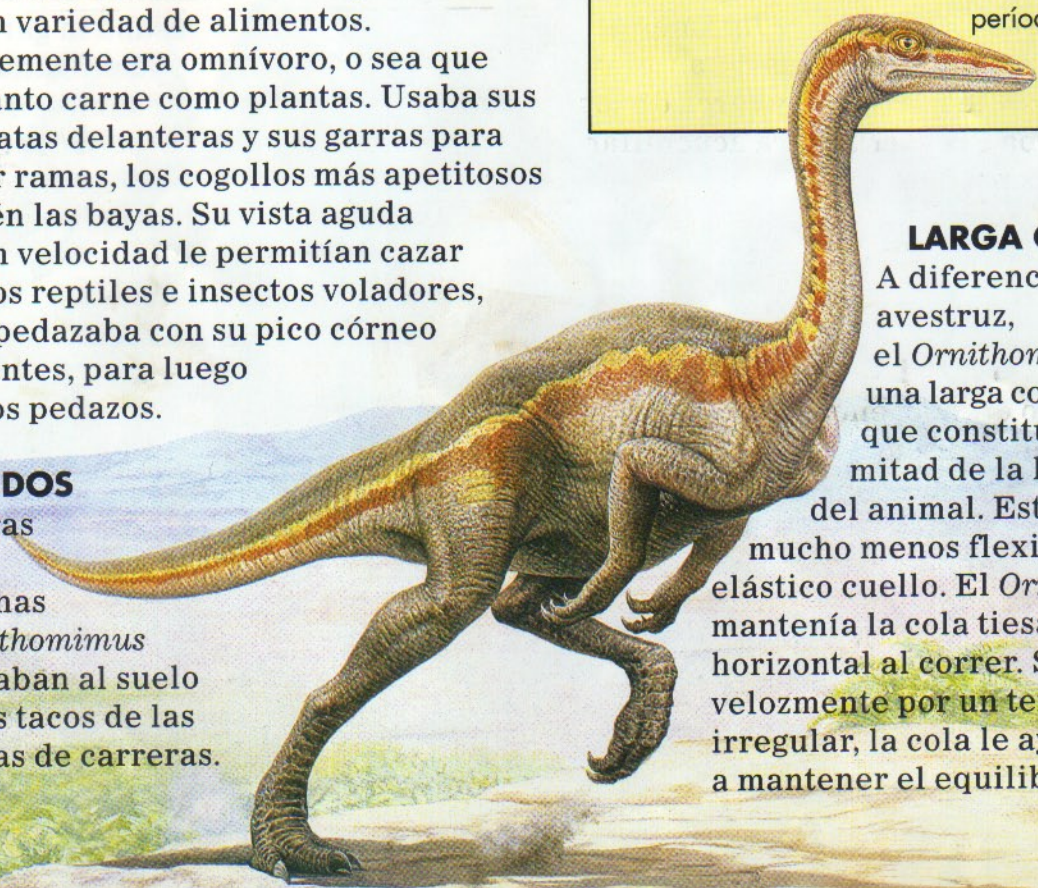 n variedad de alimentos.
emente era omnívoro, o sea que
anto carne como plantas. Usaba sus
atas delanteras y sus garras para
r ramas, los cogollos más apetitosos
én las bayas. Su vista aguda
n velocidad le permitían cazar
os reptiles e insectos voladores,
pedazaba con su pico córneo
ntes, para luego
os pedazos.
DOS
as
nas
thomimus
aban al suelo
s tacos de las
as de carreras.
períod
LARGA
A diferenc
avestruz,
el Ornithon
una larga co
que constitu
mitad de la l
del animal. Est
mucho menos flexi
elástico cuello. El Or
mantenía la cola tiesa
horizontal al correr. S
velozmente por un te
irregular, la cola le a
a mantener el equilib